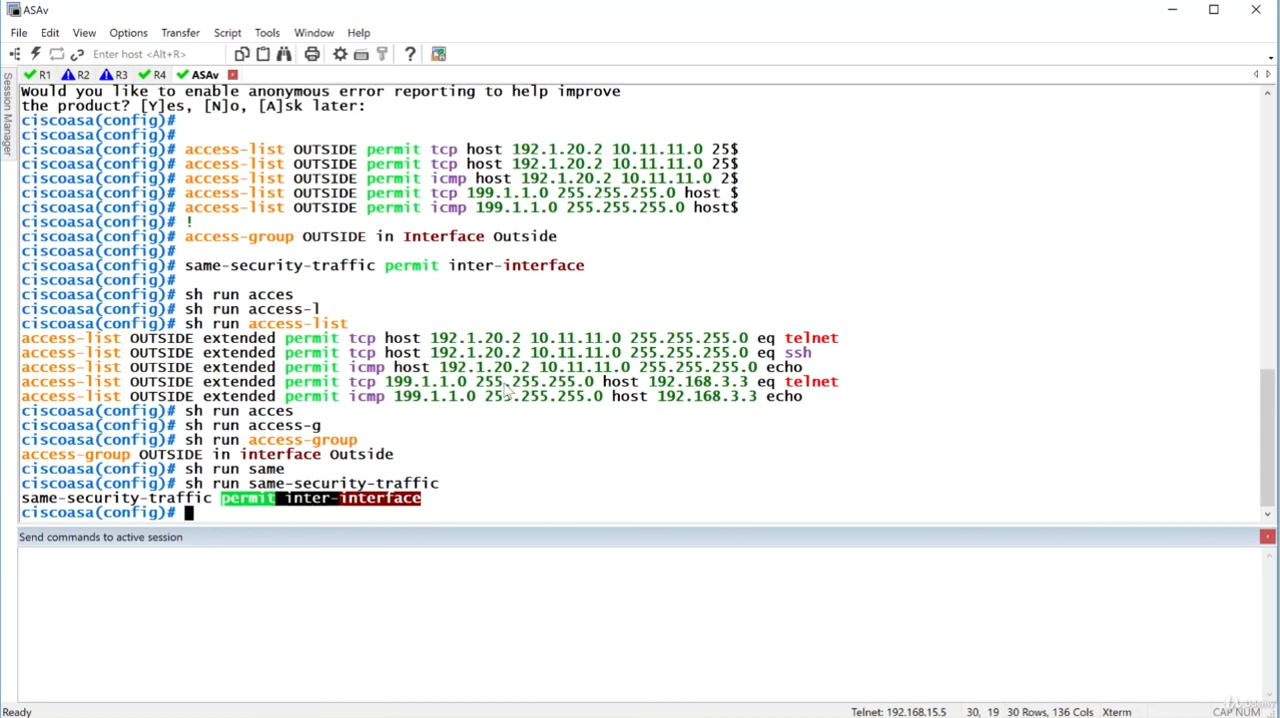 ASAv
File Edit View Options Transfer Script Tools Window Help
Enter host <Alt+R>
R1 R2 R3 R4 ASAv
Session Manager
Would you like to enable anonymous error reporting to help improve
the product? [Y]es, [N]o, [A]sk later:
ciscoasa(config)#
ciscoasa(config)#
ciscoasa(config)# access-list OUTSIDE permit tcp host 192.1.20.2 10.11.11.0 25$
ciscoasa(config)# access-list OUTSIDE permit tcp host 192.1.20.2 10.11.11.0 25$
ciscoasa(config)# access-list OUTSIDE permit icmp host 192.1.20.2 10.11.11.0 2$
ciscoasa(config)# access-list OUTSIDE permit tcp 199.1.1.0 255.255.255.0 host $
ciscoasa(config)# access-list OUTSIDE permit icmp 199.1.1.0 255.255.255.0 host$
ciscoasa(config)# !
ciscoasa(config)# access-group OUTSIDE in Interface Outside
ciscoasa(config)#
ciscoasa(config)# same-security-traffic permit inter-interface
ciscoasa(config)#
ciscoasa(config)# sh run acces
ciscoasa(config)# sh run access-l
ciscoasa(config)# sh run access-list
access-list OUTSIDE extended permit tcp host 192.1.20.2 10.11.11.0 255.255.255.0 eq telnet
access-list OUTSIDE extended permit tcp host 192.1.20.2 10.11.11.0 255.255.255.0 eq ssh
access-list OUTSIDE extended permit icmp host 192.1.20.2 10.11.11.0 255.255.255.0 echo
access-list OUTSIDE extended permit tcp 199.1.1.0 255.255.255.0 host 192.168.3.3 eq telnet
access-list OUTSIDE extended permit icmp 199.1.1.0 255.255.255.0 host 192.168.3.3 echo
ciscoasa(config)# sh run acces
ciscoasa(config)# sh run access-g
ciscoasa(config)# sh run access-group
access-group OUTSIDE in interface Outside
ciscoasa(config)# sh run same
ciscoasa(config)# sh run same-security-traffic
same-security-traffic permit inter-interface
ciscoasa(config)#
Send commands to active session
Ready Telnet: 192.168.15.5 30, 19 30 Rows, 136 Cols Xterm CAP NUM
Udemy